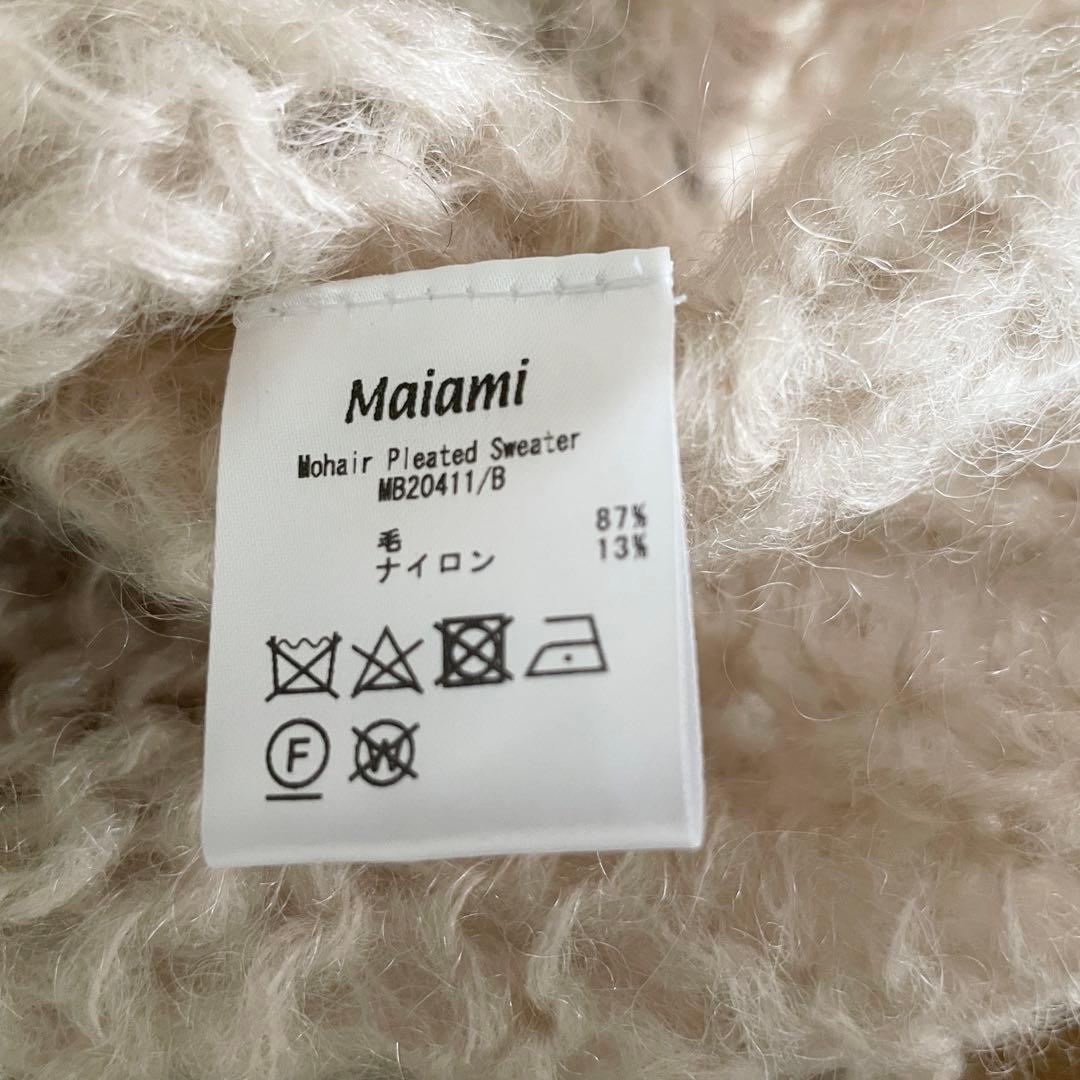 Maiami
Mohair Pleated Sweater
MB20411/B
毛 87%
ナイロン 13%
F W